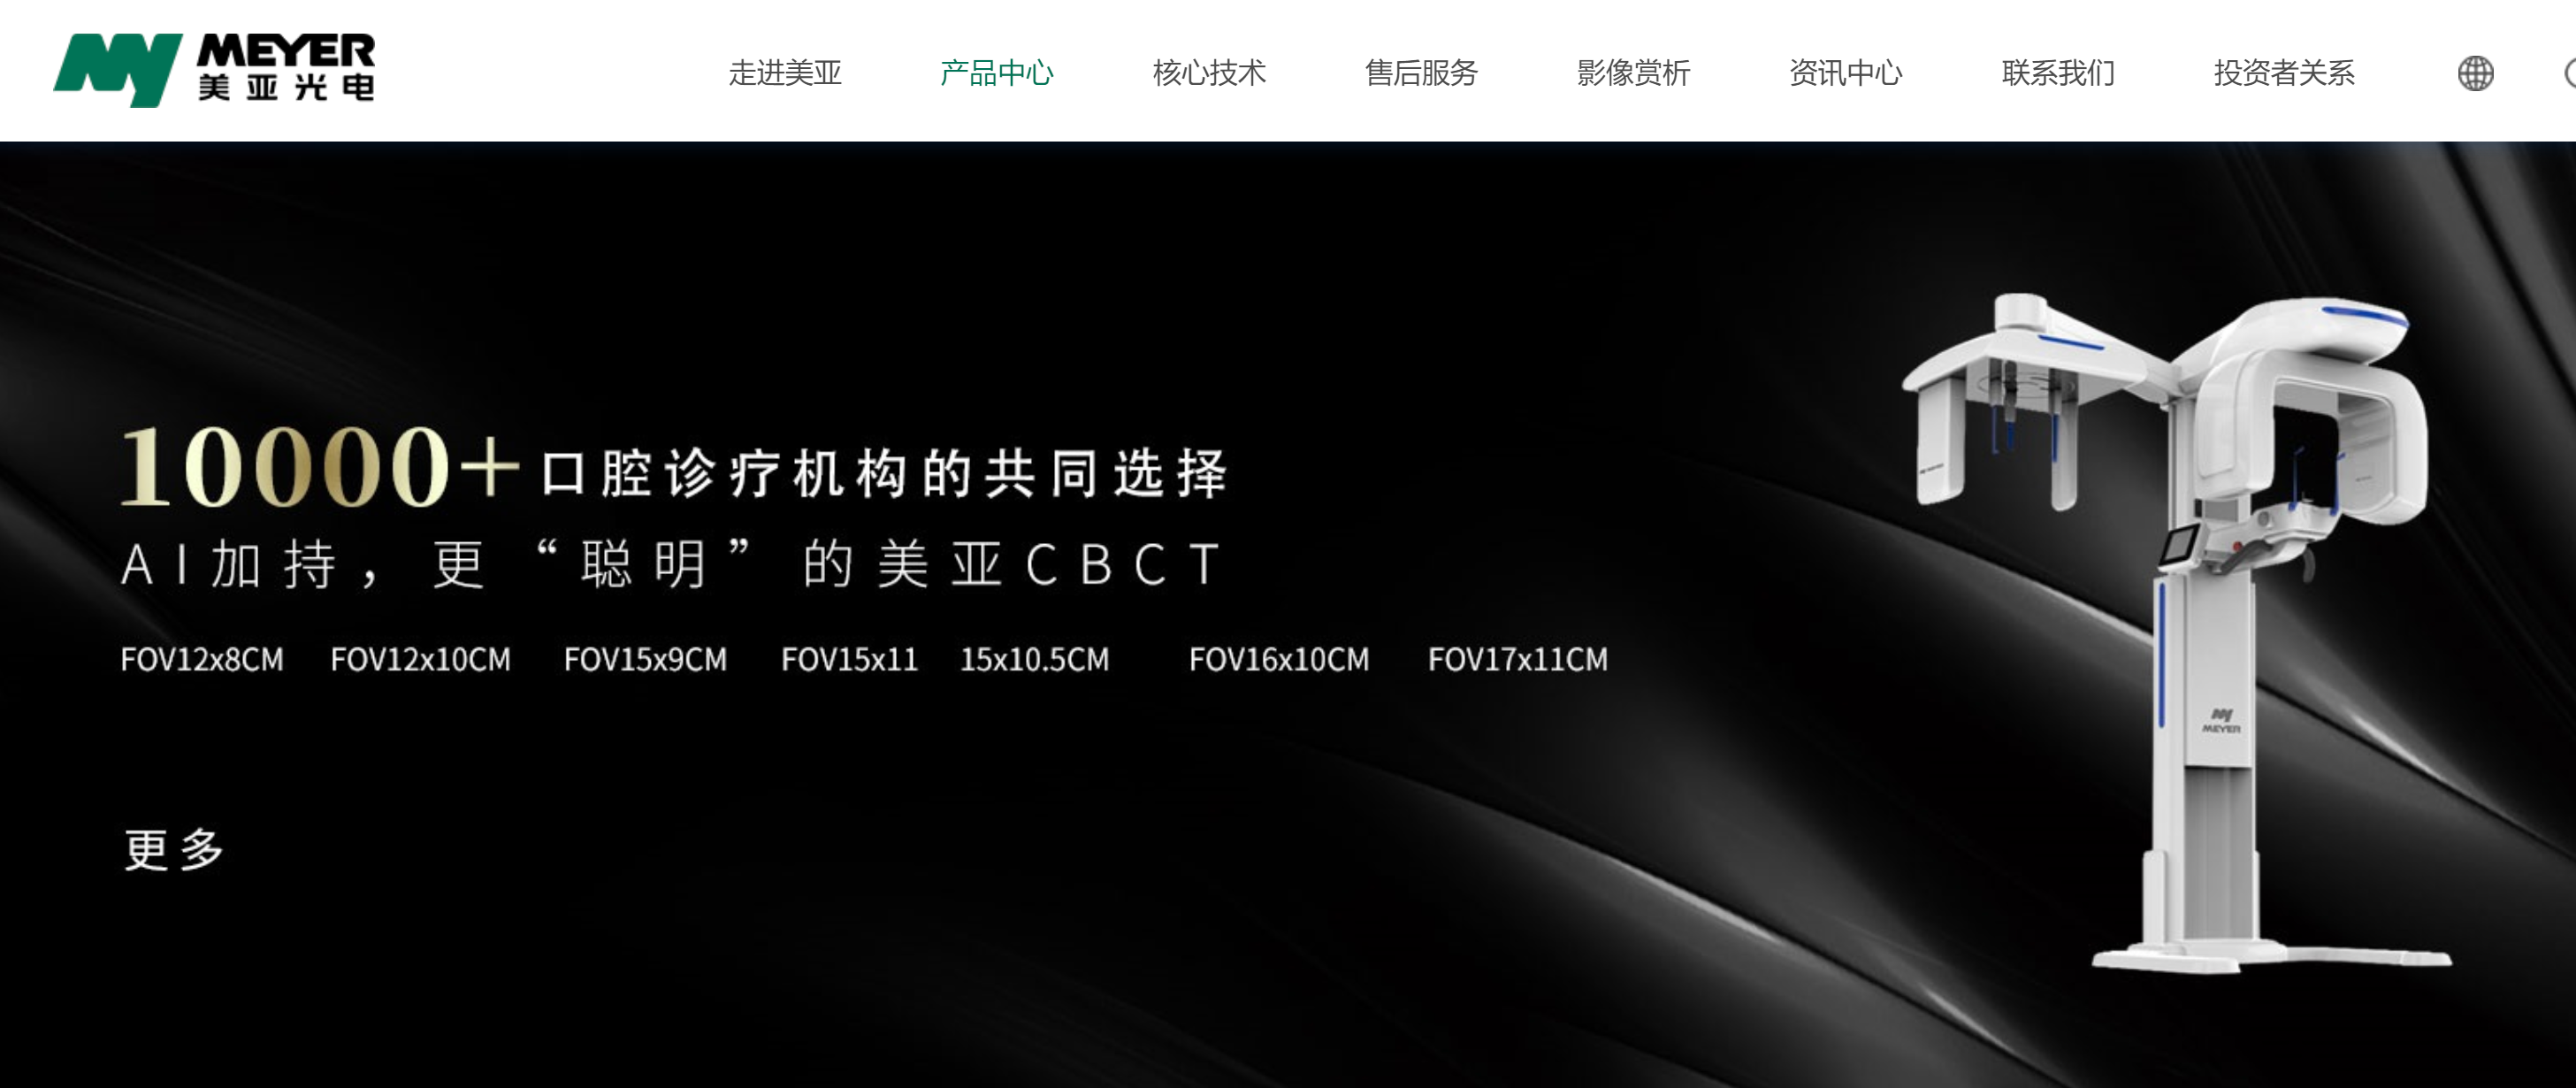 MEYER
美亚光电
走进美亚 产品中心 核心技术 售后服务 影像赏析 资讯中心 联系我们 投资者关系
10000+口腔诊疗机构的共同选择
AI加持，更“聪明”的美亚CBCT
FOV12x8CM FOV12x10CM FOV15x9CM FOV15x11 15x10.5CM FOV16x10CM FOV17x11CM
MEYER
更多